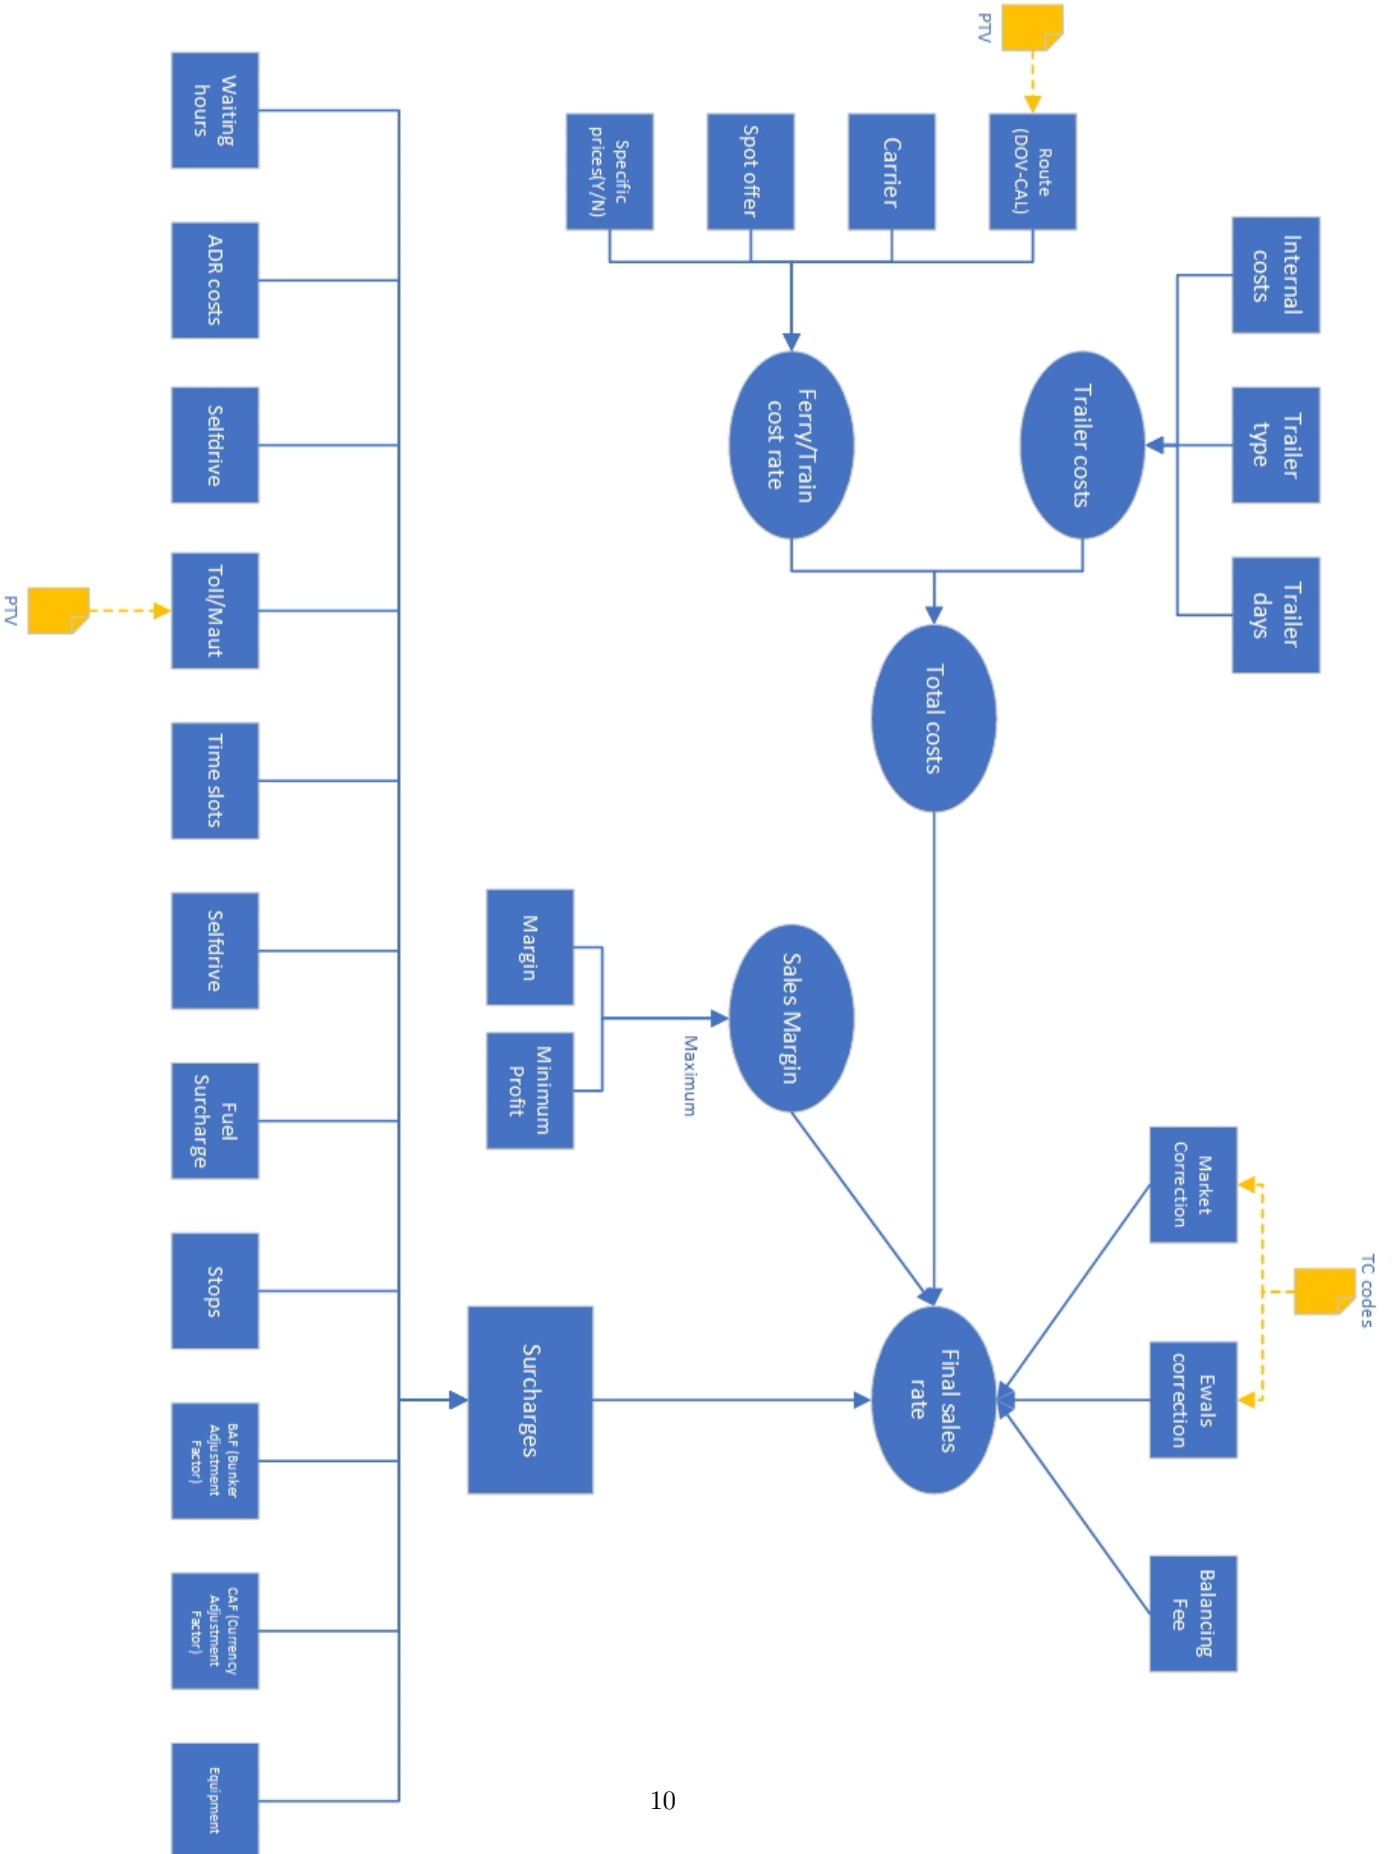 TC codes
Internal
costs
Trailer
type
Trailer
days
Market
Correction
Ewals
correction
Balancing
Fee
PTV
Route
(DOV-CAL)
Carrier
Spot offer
Specific
prices(Y/N)
Trailer costs
Ferry/Train
cost rate
Total costs
Sales Margin
Final sales
rate
Maximum
Margin
Minimum
Profit
Surcharges
Waiting
hours
ADR costs
Selfdrive
Toll/Maut
Time slots
Selfdrive
Fuel
Surcharge
Stops
BAF (Bunker
Adjustment
Factor)
CAF (Currency
Adjustment
Factor)
Equipment
PTV
10